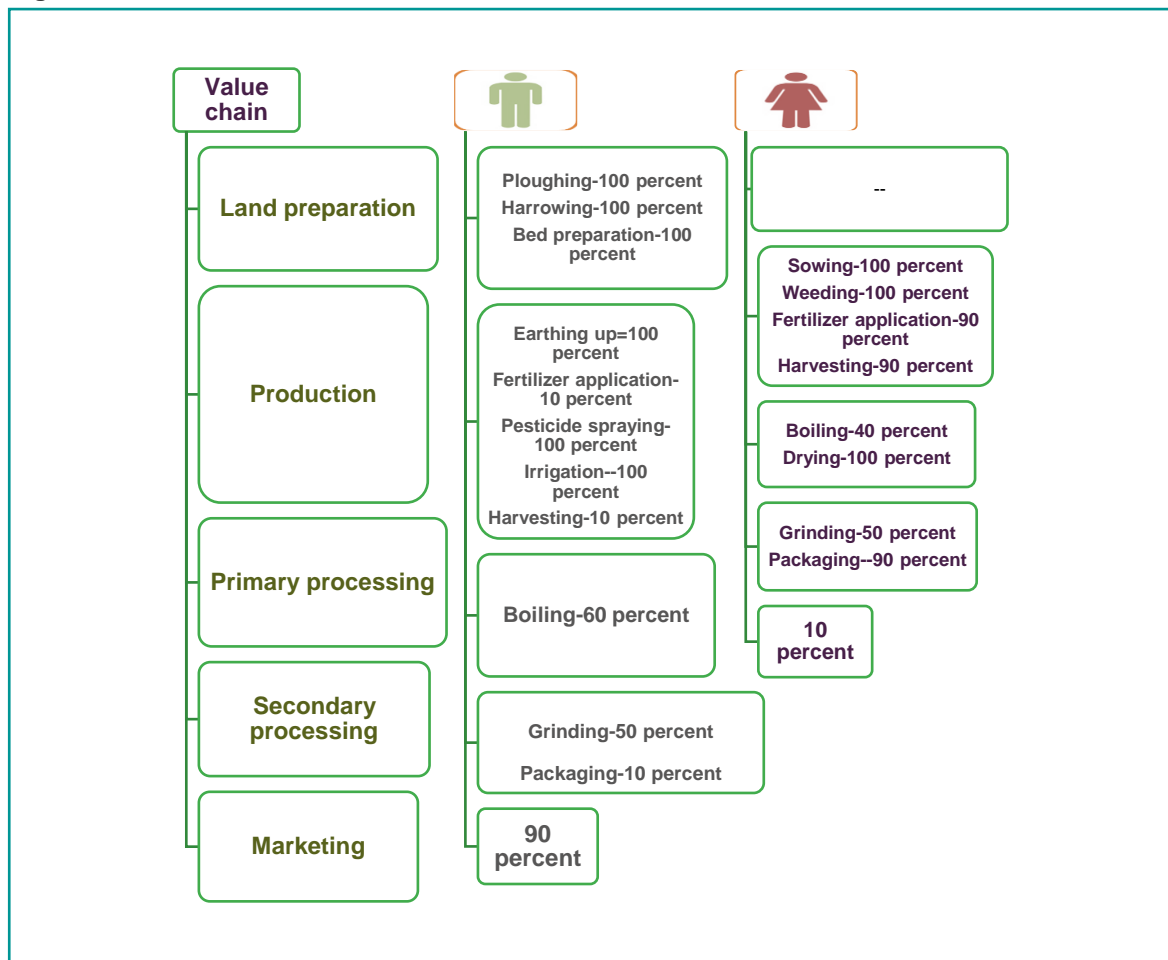 Value
chain
Land preparation
Production
Primary processing
Secondary
processing
Marketing
Ploughing-100 percent
Harrowing-100 percent
Bed preparation-100
percent
Earthing up=100
percent
Fertilizer application-
10 percent
Pesticide spraying-
100 percent
Irrigation--100
percent
Harvesting-10 percent
Boiling-60 percent
Grinding-50 percent
Packaging-10 percent
90
percent
--
Sowing-100 percent
Weeding-100 percent
Fertilizer application-90
percent
Harvesting-90 percent
Boiling-40 percent
Drying-100 percent
Grinding-50 percent
Packaging--90 percent
10
percent